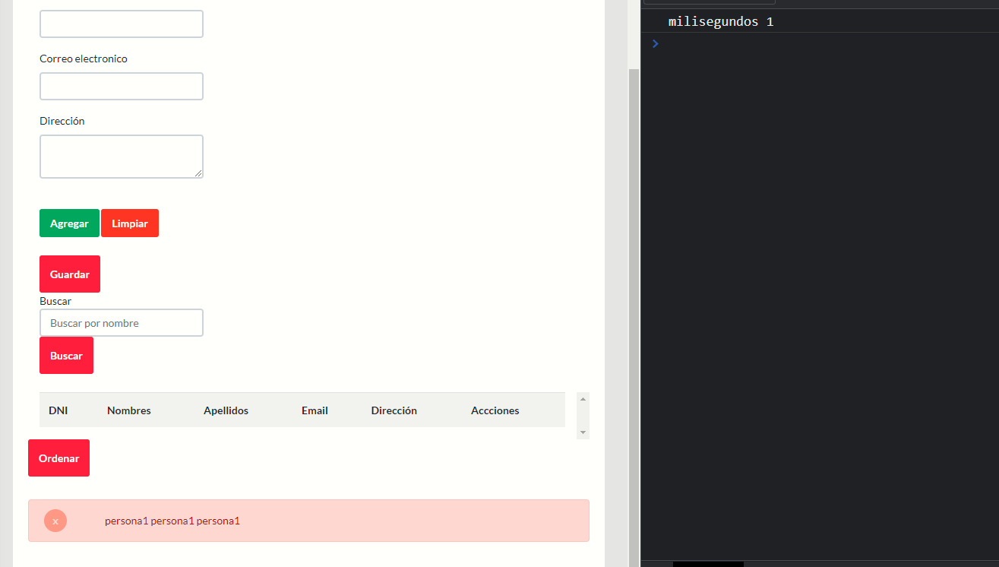 milisegundos 1
Correo electronico
Dirección
Agregar Limpiar
Guardar
Buscar
Buscar por nombre
Buscar
DNI Nombres Apellidos Email Dirección Accciones
Ordenar
x persona1 persona1 persona1